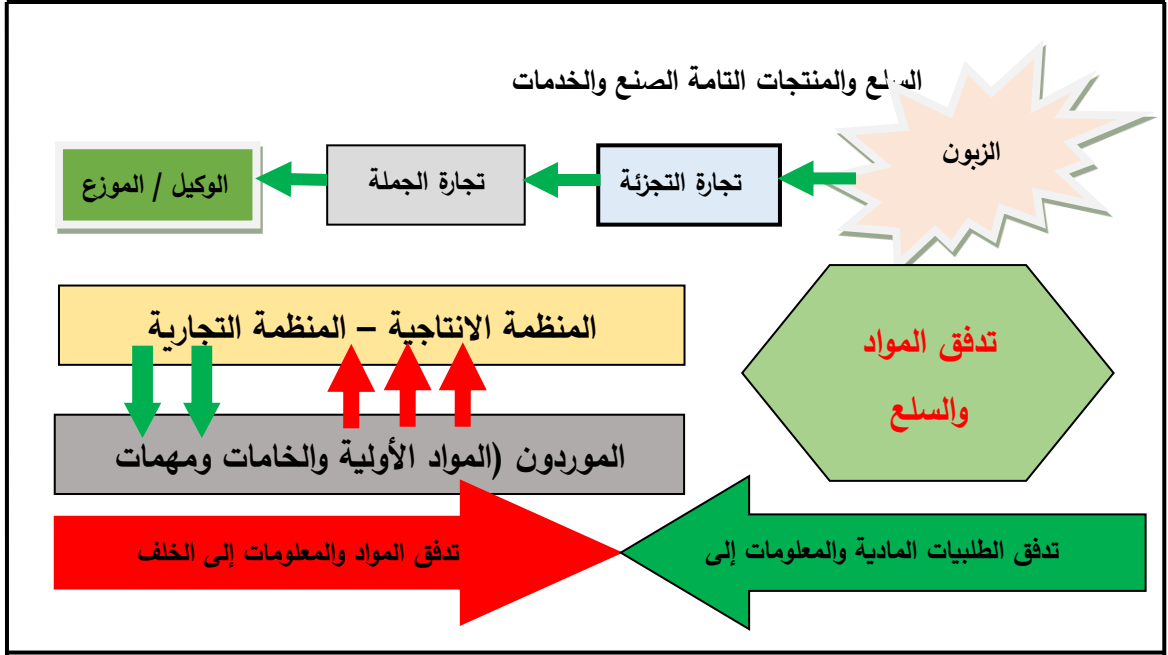 السلع والمنتجات التامة الصنع والخدمات
الزبون
تجارة التجزئة
تجارة الجملة
الوكيل / الموزع
المنظمة الانتاجية – المنظمة التجارية
تدفق المواد
والسلع
الموردون (المواد الأولية والخامات ومهمات
تدفق الطلبيات المادية والمعلومات إلى
تدفق المواد والمعلومات إلى الخلف